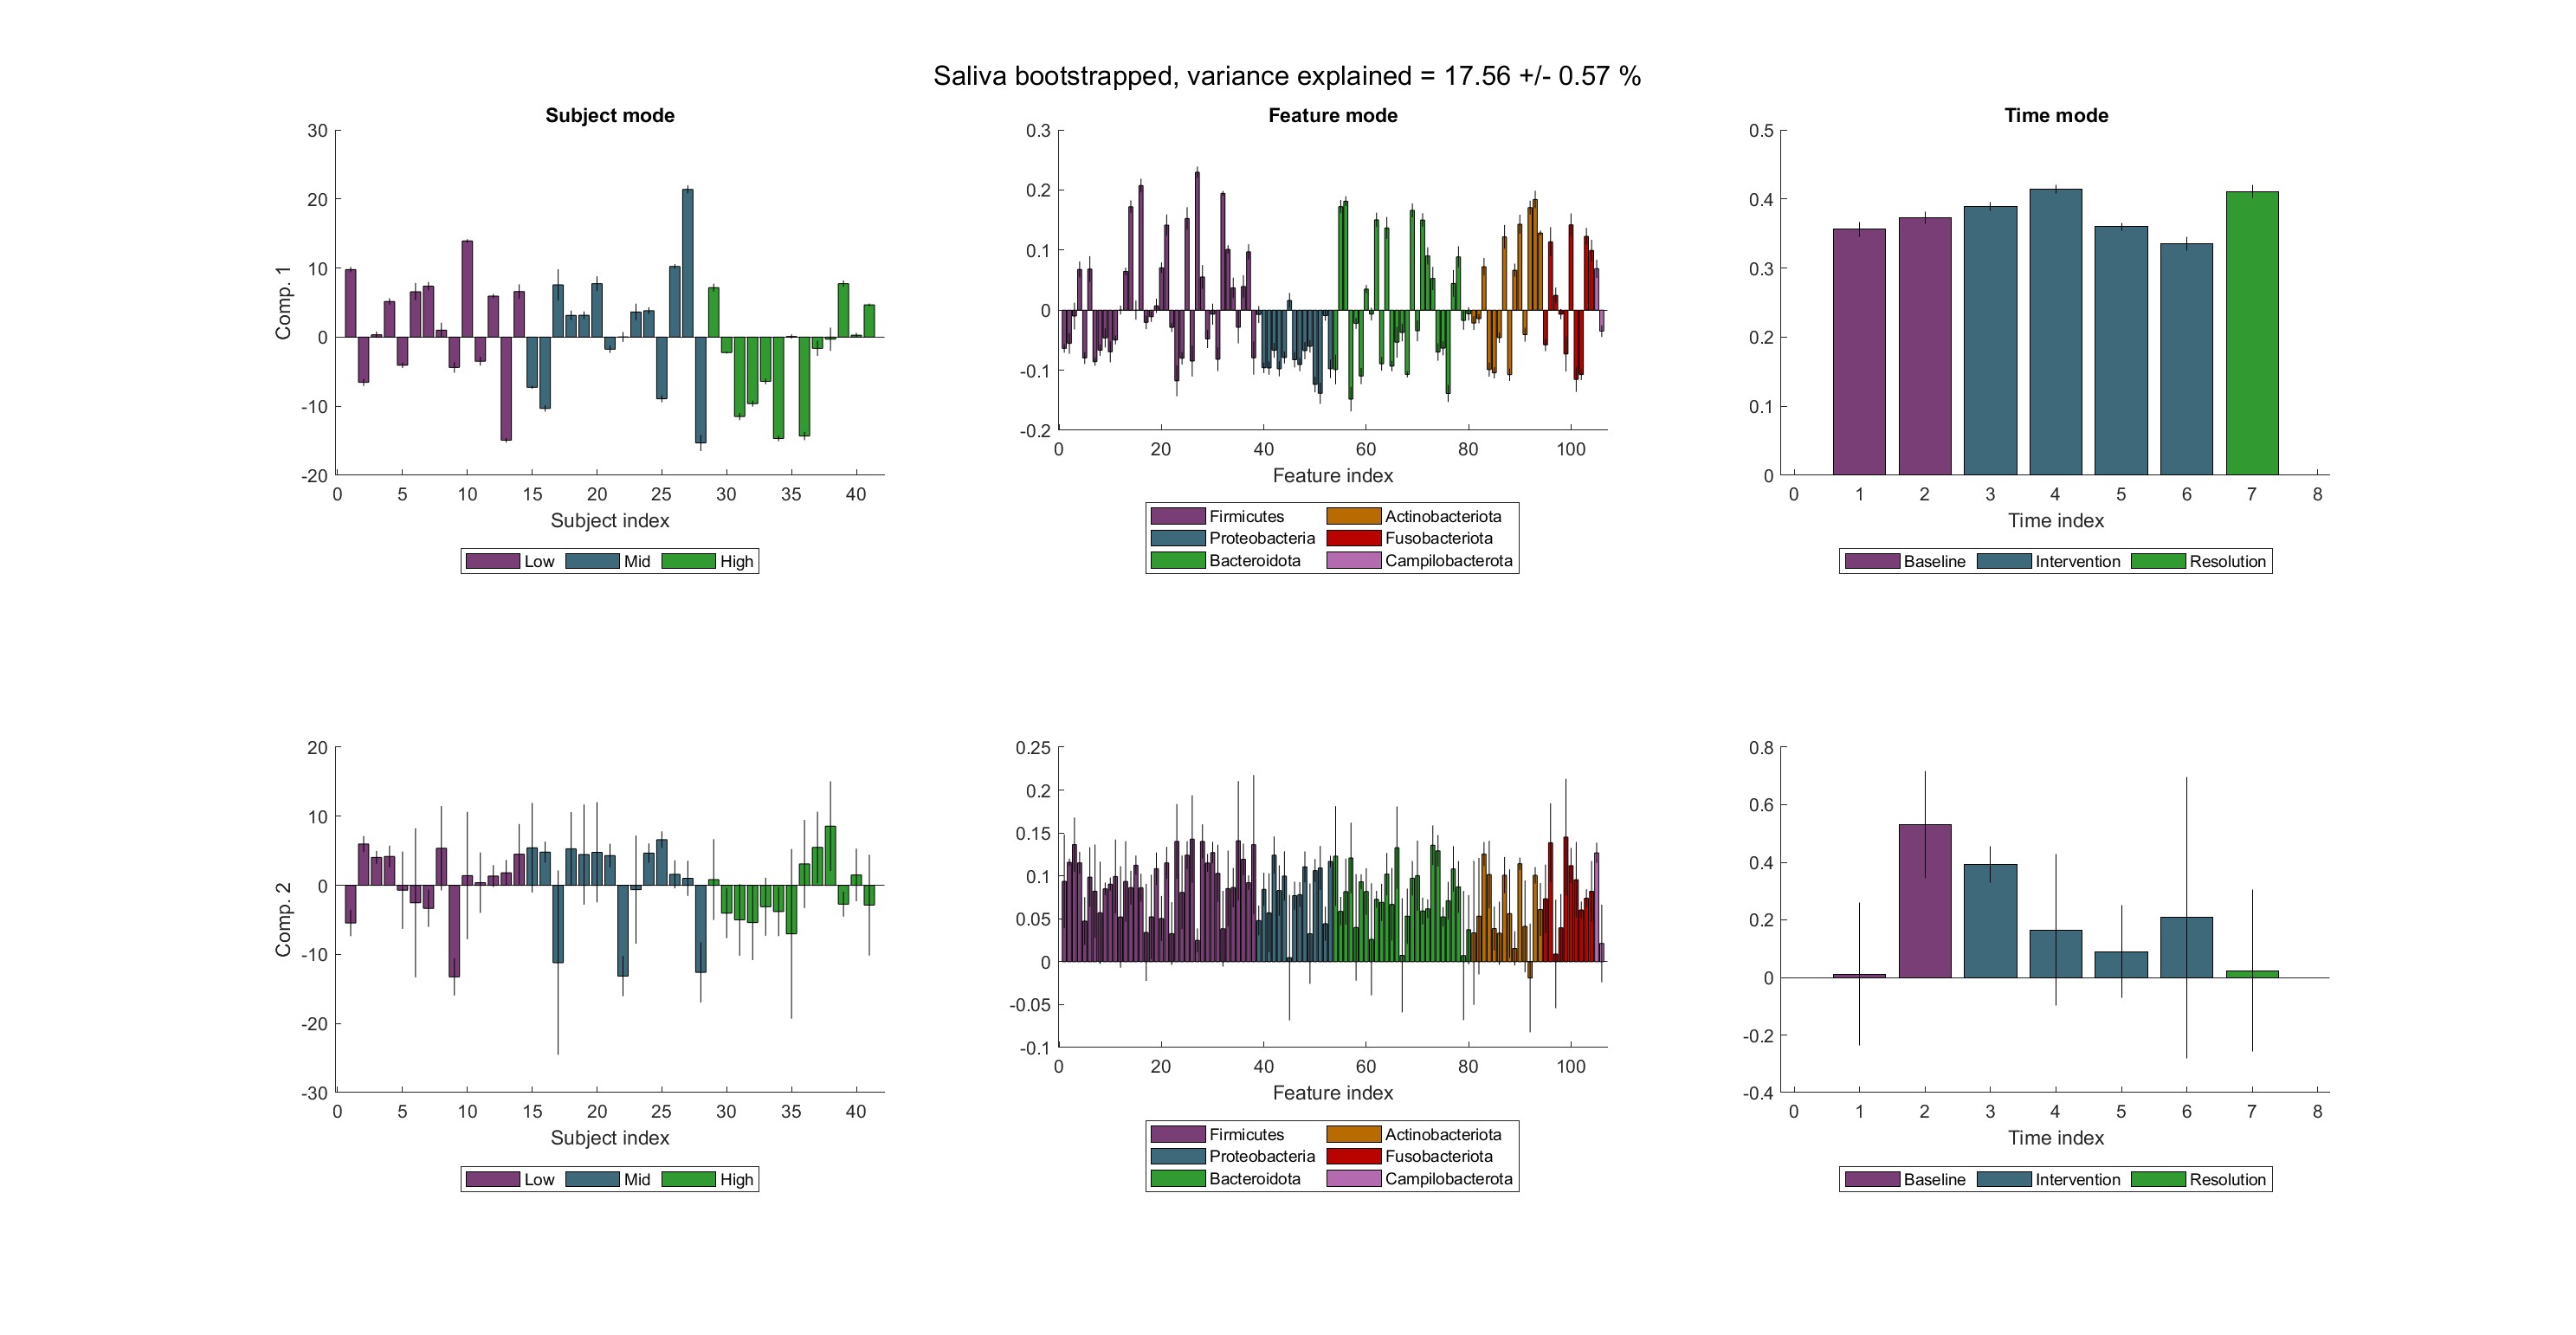 Saliva bootstrapped, variance explained = 17.56 +/- 0.57 %
Subject mode
Feature mode
Time mode
Comp. 1
30
20
10
0
-10
-20
0 5 10 15 20 25 30 35 40
Subject index
Low Mid High
0.3
0.2
0.1
0
-0.1
-0.2
0 20 40 60 80 100
Feature index
Firmicutes Actinobacteriota
Proteobacteria Fusobacteriota
Bacteroidota Campilobacterota
0.5
0.4
0.3
0.2
0.1
0
0 1 2 3 4 5 6 7 8
Time index
Baseline Intervention Resolution
Comp. 2
20
10
0
-10
-20
-30
0 5 10 15 20 25 30 35 40
Subject index
Low Mid High
0.25
0.2
0.15
0.1
0.05
0
-0.05
-0.1
0 20 40 60 80 100
Feature index
Firmicutes Actinobacteriota
Proteobacteria Fusobacteriota
Bacteroidota Campilobacterota
0.8
0.6
0.4
0.2
0
-0.2
-0.4
0 1 2 3 4 5 6 7 8
Time index
Baseline Intervention Resolution